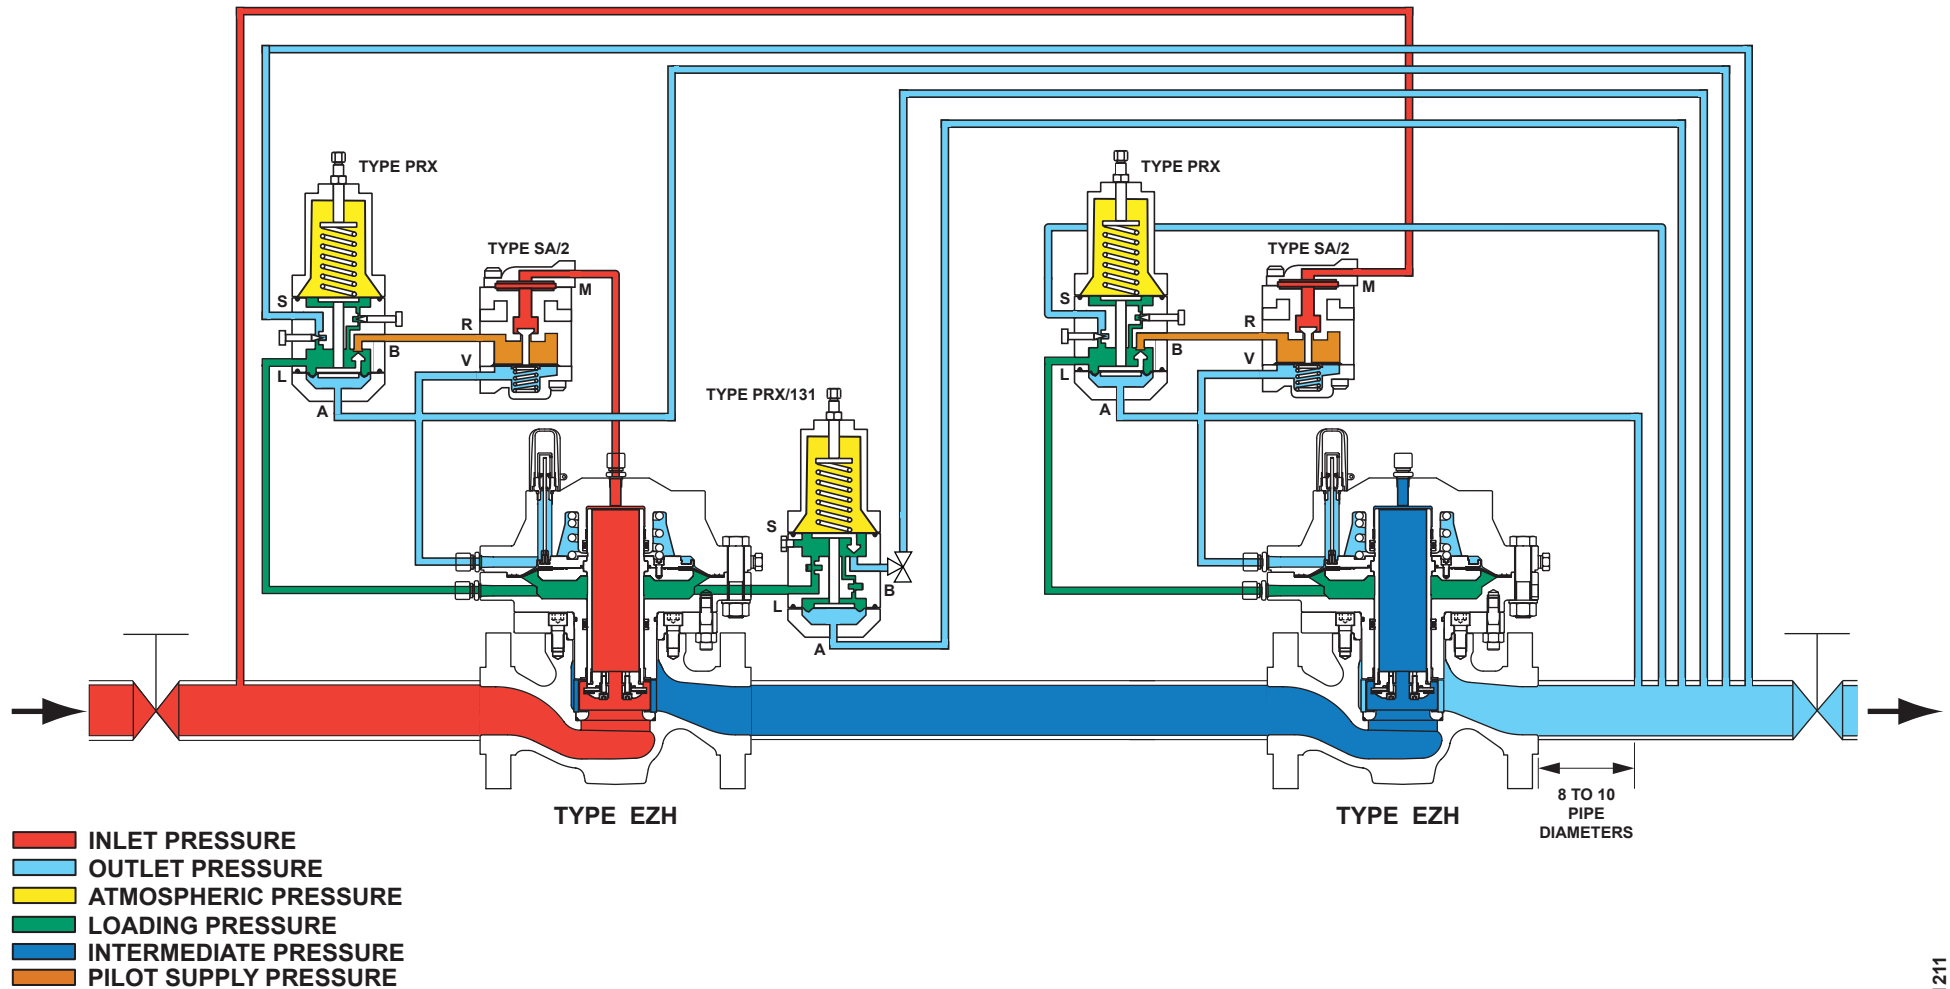 TYPE PRX
TYPE PRX
TYPE SA/2
TYPE SA/2
M
M
S
S
R
R
B
B
V
V
L
L
A
A
TYPE PRX/131
S
B
L
A
TYPE EZH
TYPE EZH
8 TO 10
PIPE
DIAMETERS
INLET PRESSURE
OUTLET PRESSURE
ATMOSPHERIC PRESSURE
LOADING PRESSURE
INTERMEDIATE PRESSURE
PILOT SUPPLY PRESSURE
1211